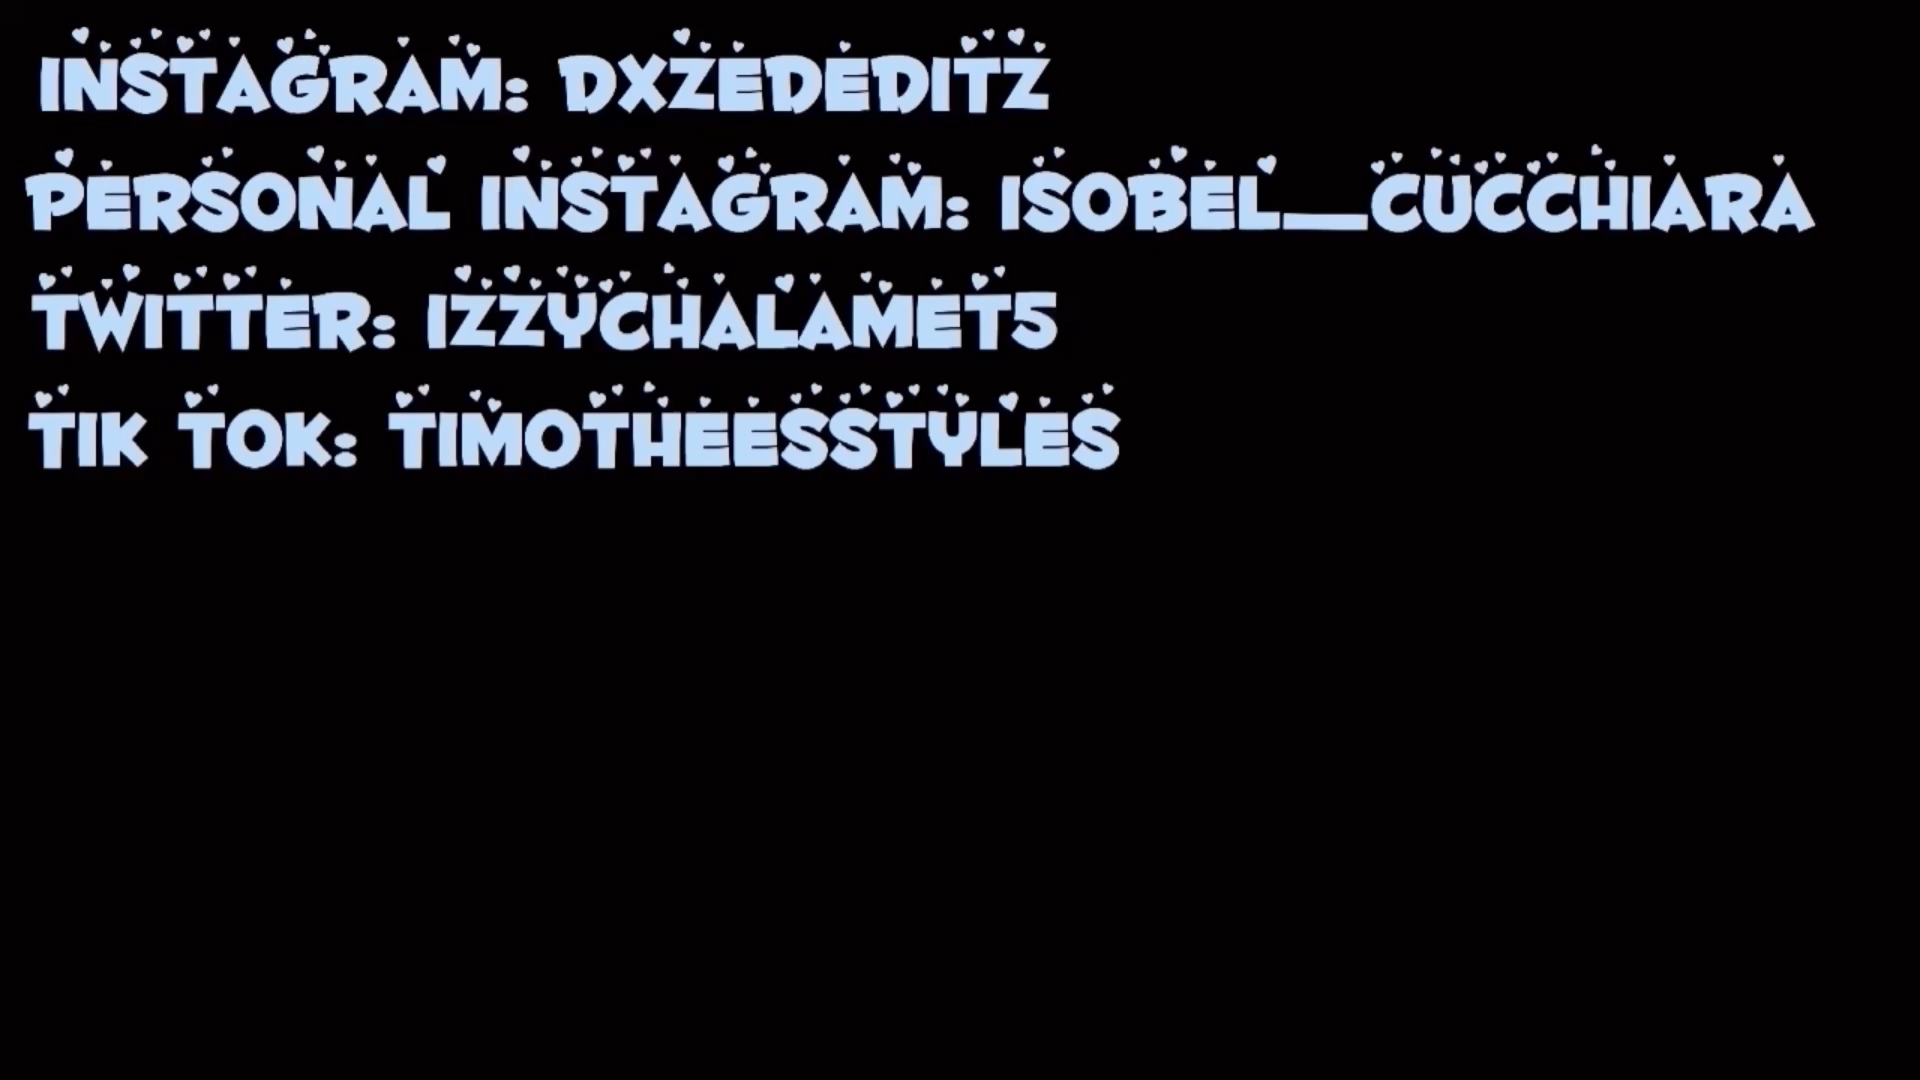 INSTAGRAM: DXZEDEDITZ
PERSONAL INSTAGRAM: ISOBEL_CUCCHIARA
TWITTER: IZZYCHALAMET5
TIK TOK: TIMOTHEESSTYLES